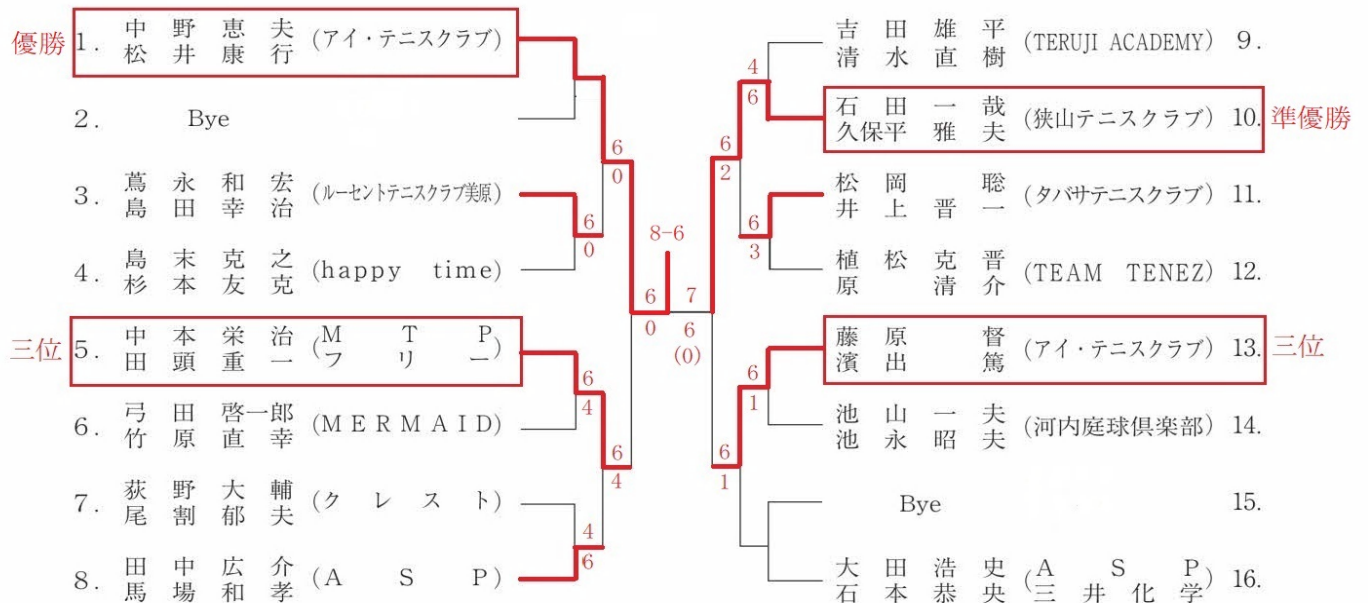 優勝 1. 中野恵夫 松井康行 (アイ・テニスクラブ)
2. Bye
3. 蔦永和宏 島田幸治 (ルーセントテニスクラブ美原)
4. 島末克之 杉本友克 (happy time)
三位 5. 中本栄治 田頭重一 (MTP フリー)
6. 弓田啓一郎 竹原直幸 (MERMAID)
7. 荻野大輔 尾割郁夫 (クレスト)
8. 田中広介 馬場和孝 (ASP)
6
0
6
0
6
4
4
6
6
4
6
0
8-6
7
6
(0)
4
6
6
2
6
3
6
1
6
1
吉田雄平 清水直樹 (TERUJI ACADEMY) 9.
石田一哉 久保平雅夫 (狭山テニスクラブ) 10. 準優勝
松岡聡 井上晋一 (タバサテニスクラブ) 11.
植松克晋 原清介 (TEAM TENEZ) 12.
藤原督 濱出篤 (アイ・テニスクラブ) 13. 三位
池山一夫 池永昭夫 (河内庭球倶楽部) 14.
Bye 15.
大田浩史 石本恭央 (ASP 三井化学) 16.